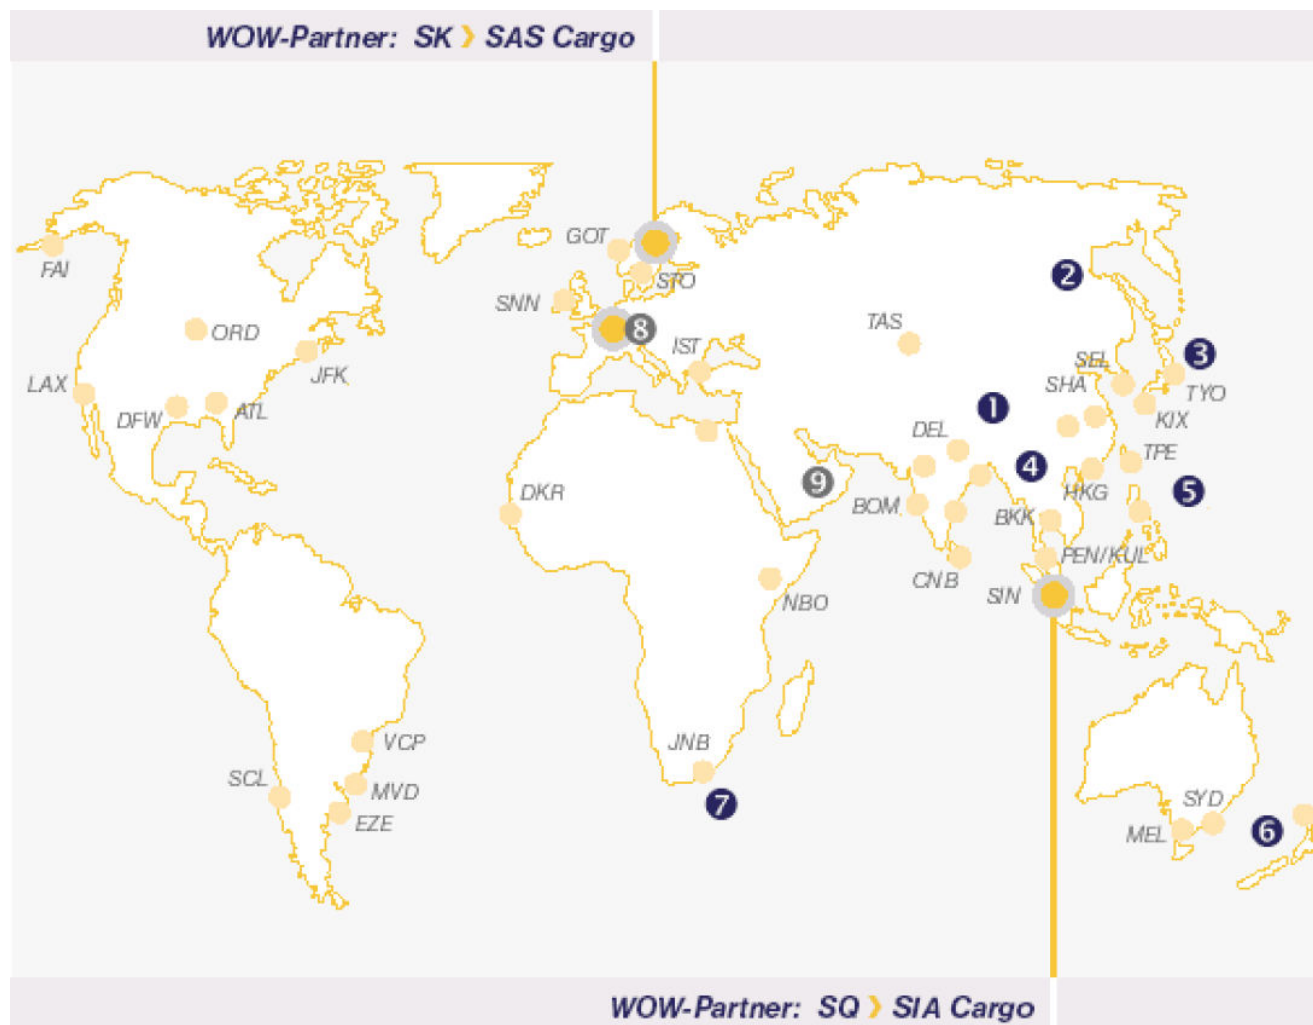 WOW-Partner: SK › SAS Cargo
GOT
FAI
STO
2
SNN
TAS
ORD
8
IST
3
JFK
SEL
SHA
LAX
TYO
DFW
ATL
1
KIX
DEL
TPE
4
9
DKR
HKG
5
BOM
BKK
PEN/KUL
CNB
NBO
SIN
VCP
JNB
SCL
MVD
SYD
7
EZE
MEL
6
WOW-Partner: SQ › SIA Cargo